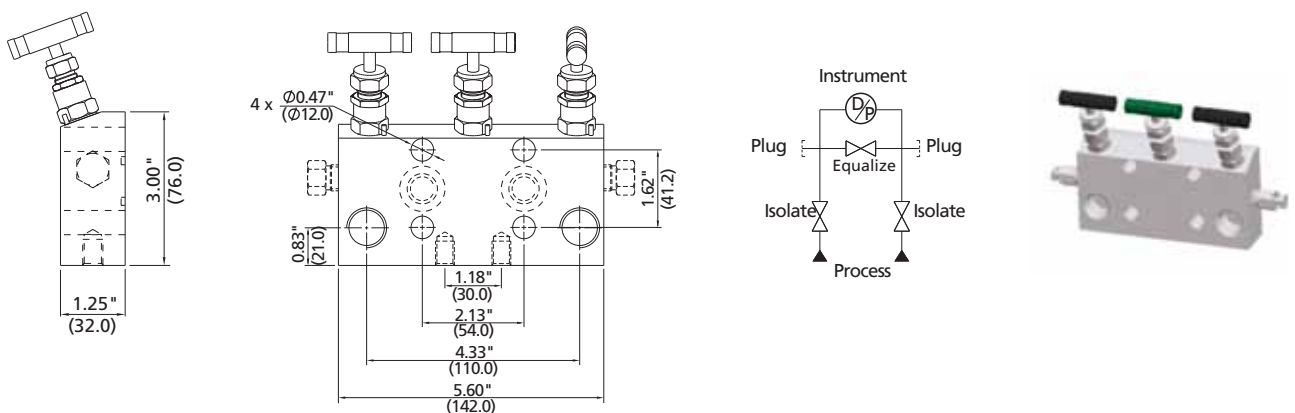 3.00"
(76.0)
1.25"
(32.0)
4 x Ø0.47"
(Ø12.0)
1.62"
(41.2)
0.83"
(21.0)
1.18"
(30.0)
2.13"
(54.0)
4.33"
(110.0)
5.60"
(142.0)
Instrument
D/P
Plug
Plug
Equalize
Isolate
Isolate
Process